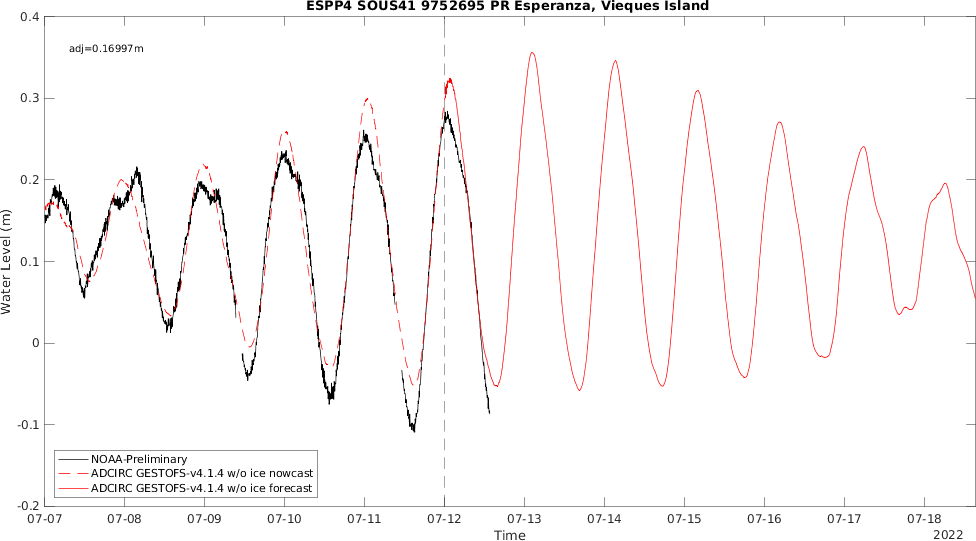 ESPP4 SOUS41 9752695 PR Esperanza, Vieques Island
adj=0.16997m
0.4
0.3
0.2
0.1
0
-0.1
-0.2
Water Level (m)
NOAA-Preliminary
ADCIRC GESTOFS-v4.1.4 w/o ice nowcast
ADCIRC GESTOFS-v4.1.4 w/o ice forecast
07-07 07-08 07-09 07-10 07-11 07-12 07-13 07-14 07-15 07-16 07-17 07-18
Time
2022